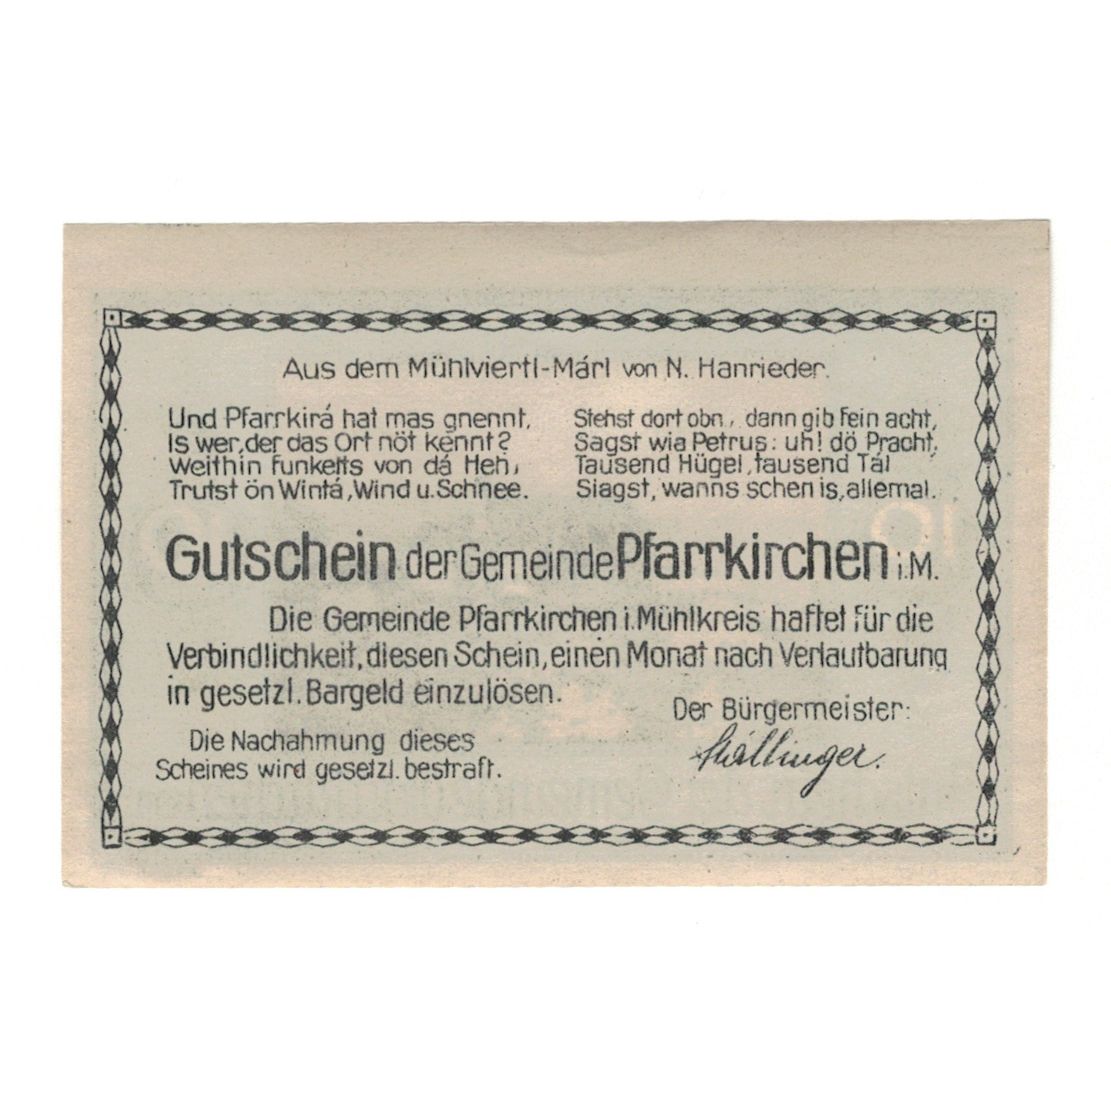 Aus dem Mühlviertl-Márl von N. Hanrieder.
Und Pfarrkirá hat mas gnennt,
Is wer, der das Ort nöt kennt?
Weithin funkelts von dá Heh,
Trutst ön Wintá, Wind u. Schnee.
Stehst dort obn, dann gib fein acht,
Sagst wia Petrus: uh! dö Pracht,
Tausend Hügel, tausend Tál
Siagst, wanns schen is, allemal.
Gutschein der Gemeinde Pfarrkirchen i. M.
Die Gemeinde Pfarrkirchen i. Mühlkreis haftet für die
Verbindlichkeit, diesen Schein, einen Monat nach Verlautbarung
in gesetzl. Bargeld einzulösen.
Der Bürgermeister:
Die Nachahmung dieses
Scheines wird gesetzl. bestraft.